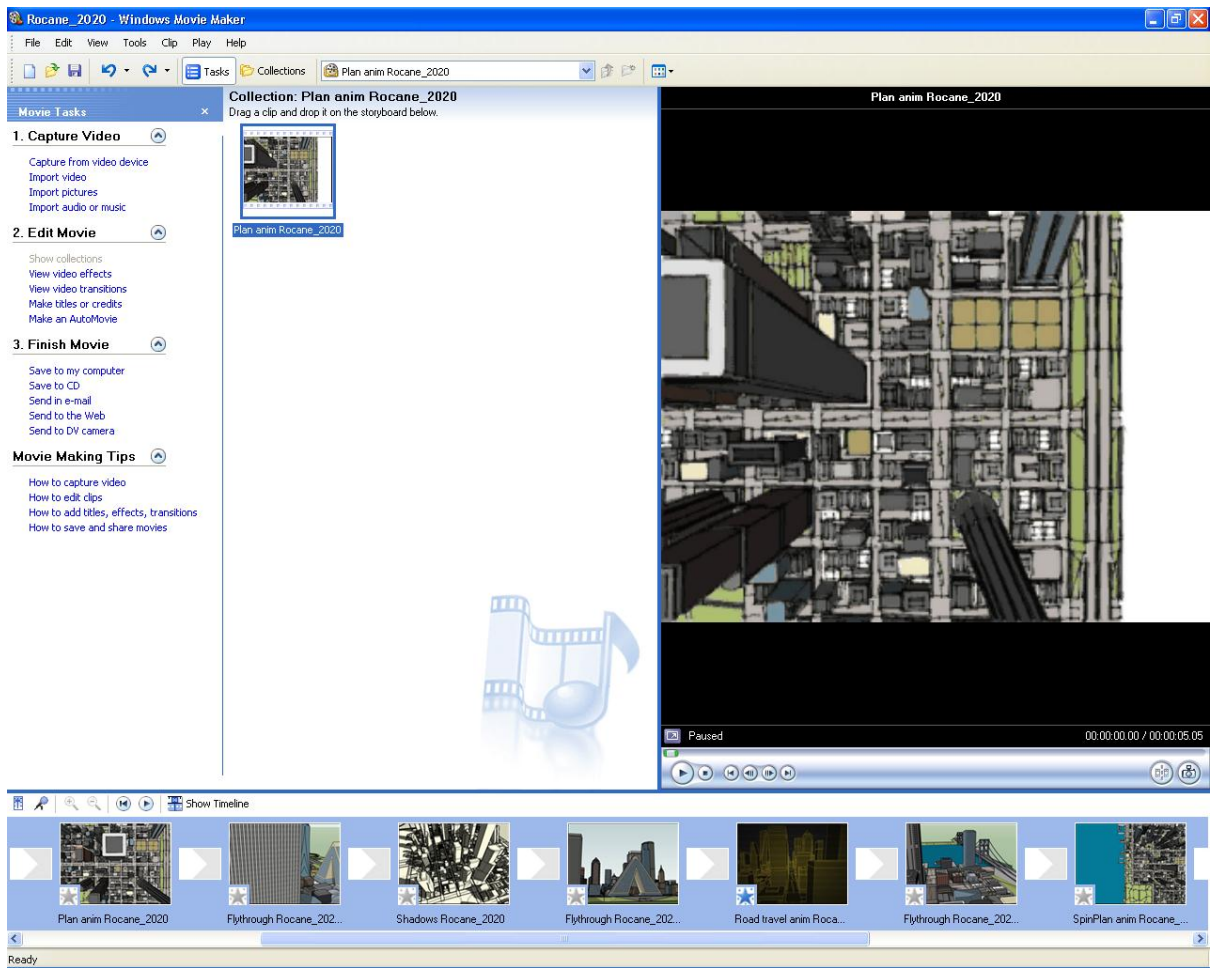 Rocane_2020 - Windows Movie Maker
File Edit View Tools Clip Play Help
Tasks Collections Plan anim Rocane_2020
Movie Tasks
1. Capture Video
Capture from video device
Import video
Import pictures
Import audio or music
2. Edit Movie
Show collections
View video effects
View video transitions
Make titles or credits
Make an AutoMovie
3. Finish Movie
Save to my computer
Save to CD
Send in e-mail
Send to the Web
Send to DV camera
Movie Making Tips
How to capture video
How to edit clips
How to add titles, effects, transitions
How to save and share movies
Collection: Plan anim Rocane_2020
Drag a clip and drop it on the storyboard below.
Plan anim Rocane_2020
Plan anim Rocane_2020
Paused 00:00:00.00 / 00:00:05.05
Show Timeline
Plan anim Rocane_2020 Flythrough Rocane_202... Shadows Rocane_2020 Flythrough Rocane_202... Road travel anim Roca... Flythrough Rocane_202... SpinPlan anim Rocane_...
Ready